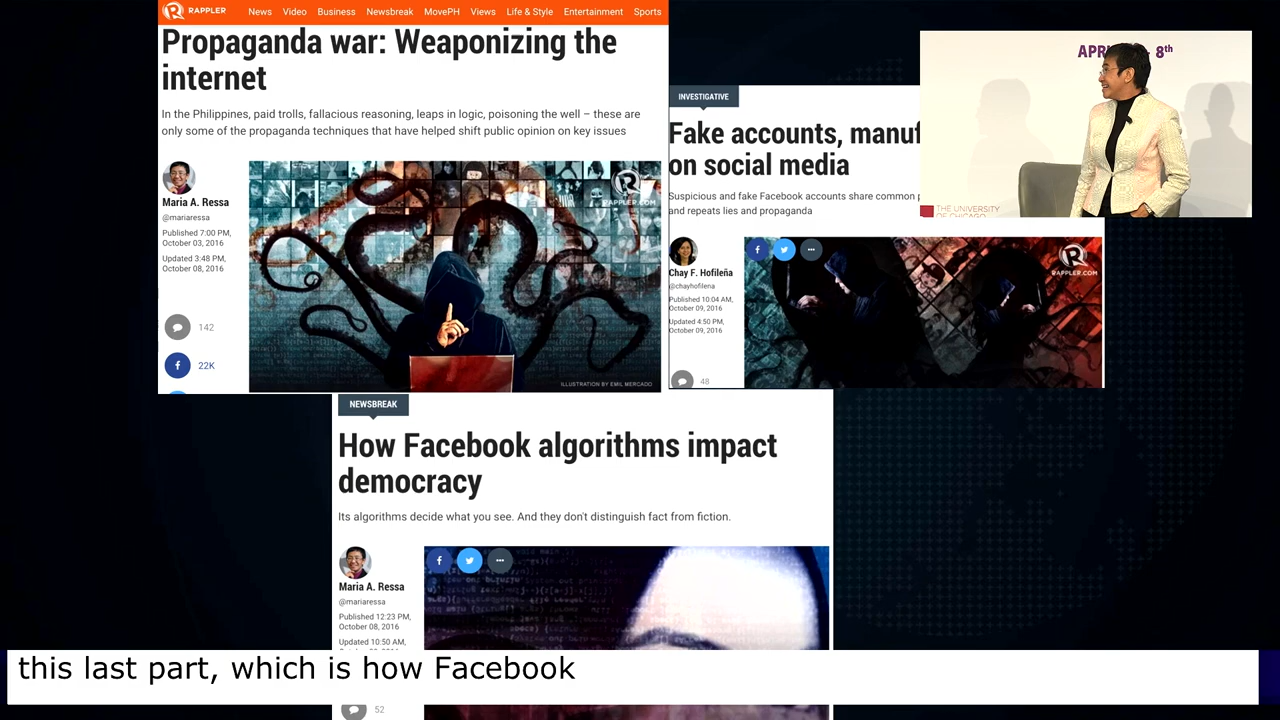 RAPPLER
News Video Business Newsbreak MovePH Views Life & Style Entertainment Sports
Propaganda war: Weaponizing the
internet
In the Philippines, paid trolls, fallacious reasoning, leaps in logic, poisoning the well – these are
only some of the propaganda techniques that have helped shift public opinion on key issues
Maria A. Ressa
@mariaressa
Published 7:00 PM,
October 03, 2016
Updated 3:48 PM,
October 08, 2016
142
22K
RAPPLER.COM
ILLUSTRATION BY EMIL MERCADO
INVESTIGATIVE
Fake accounts, manuf
on social media
Suspicious and fake Facebook accounts share common
and repeats lies and propaganda
Chay F. Hofileña
@chayhofilena
Published 10:04 AM,
October 09, 2016
Updated 4:50 PM,
October 09, 2016
48
RAPPLER.COM
8th
THE UNIVERSITY
OF CHICAGO
NEWSBREAK
How Facebook algorithms impact
democracy
Its algorithms decide what you see. And they don't distinguish fact from fiction.
Maria A. Ressa
@mariaressa
Published 12:23 PM,
October 08, 2016
Updated 10:50 AM,
52
this last part, which is how Facebook